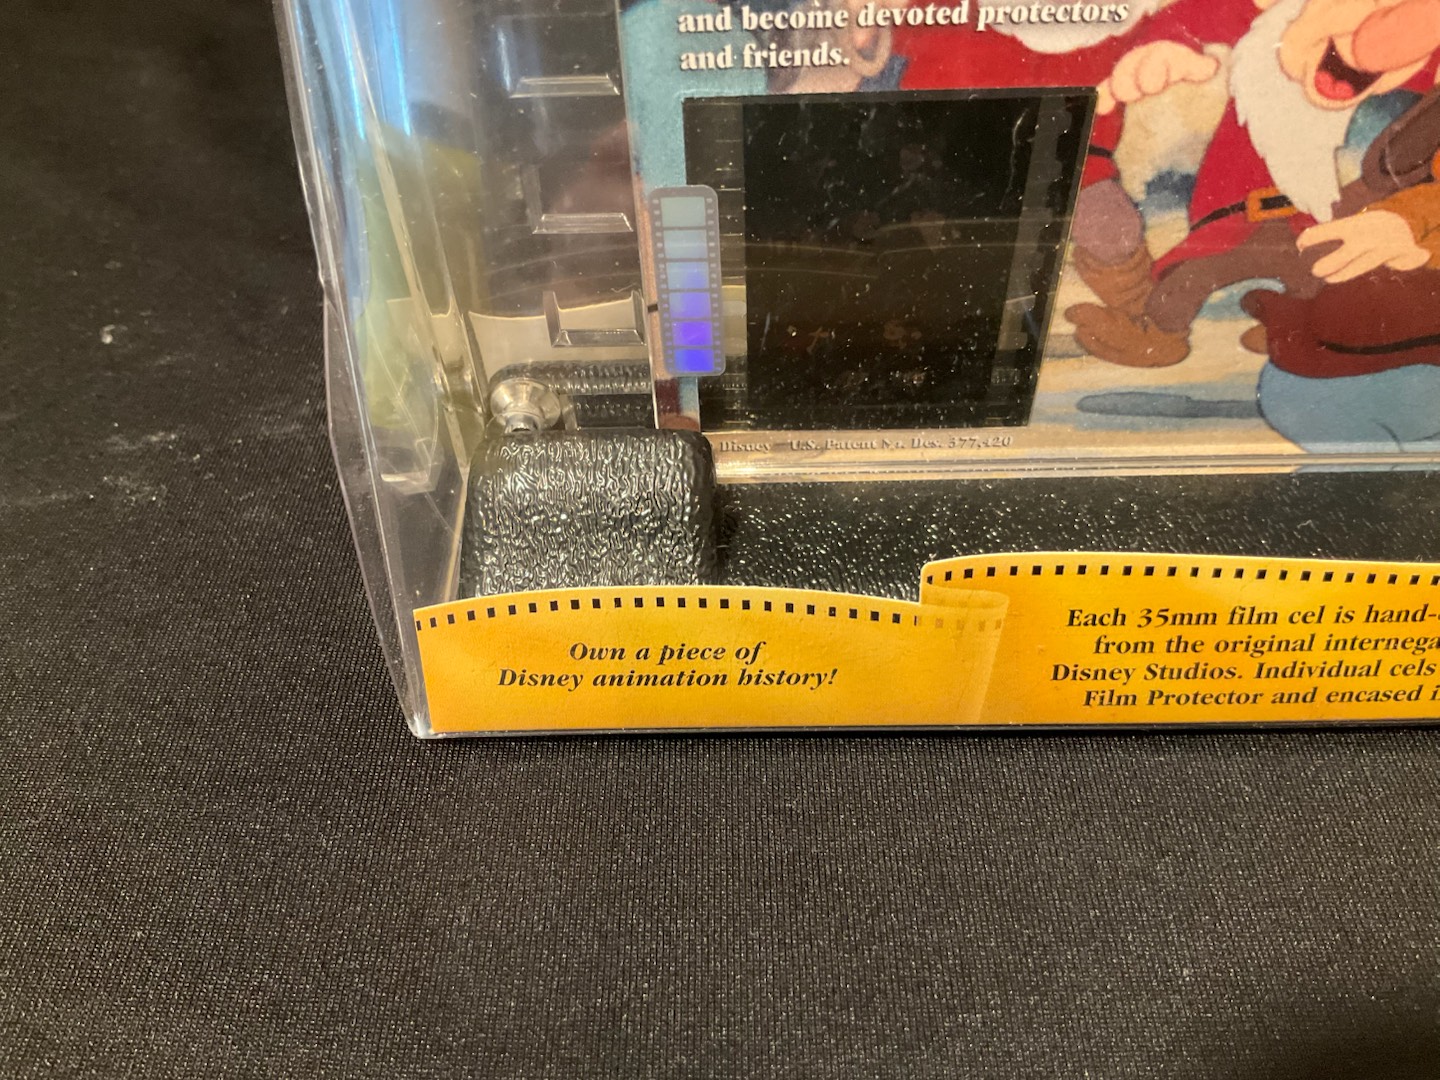 and become devoted protectors
and friends.
Disney U.S. Patent No. Des. 377,420
Own a piece of
Disney animation history!
Each 35mm film cel is hand-
from the original internega
Disney Studios. Individual cels
Film Protector and encased i